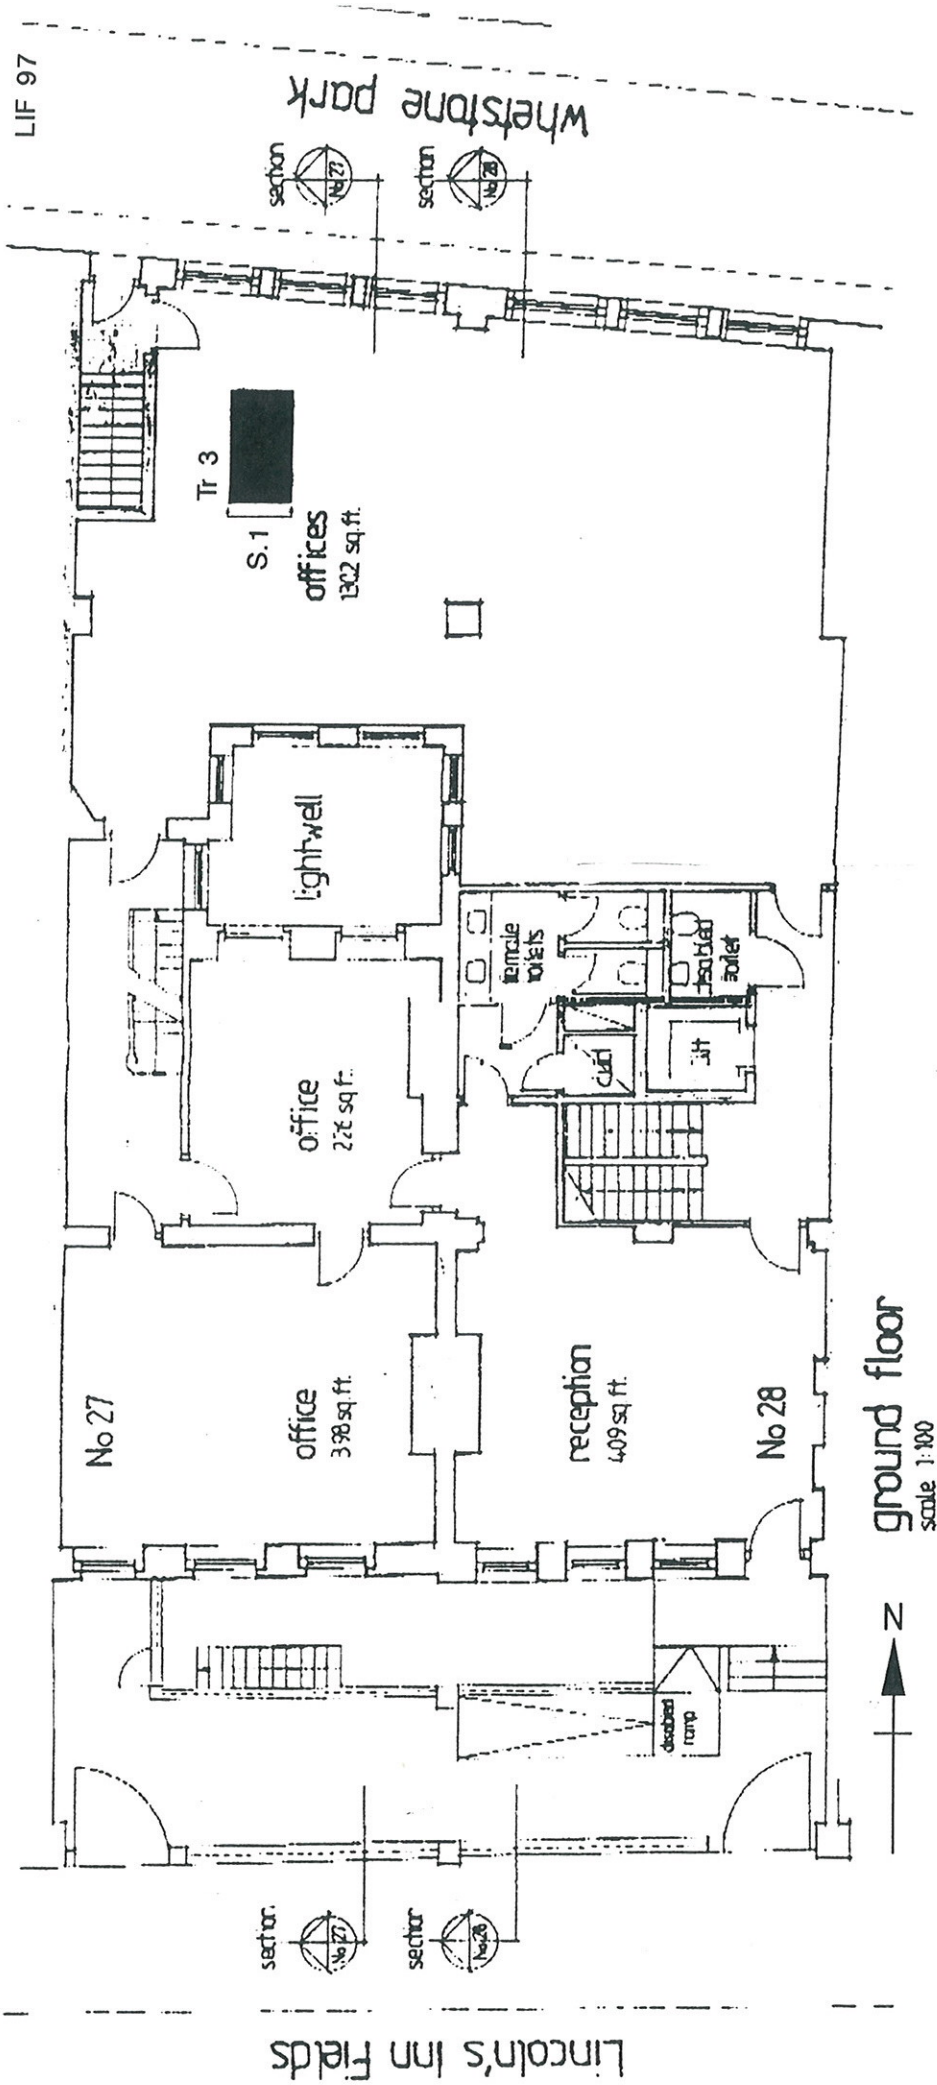 LIF 97
whetstone park
section
No 27
section
No 28
Tr 3
S.1
offices
1302 sq.ft.
lightwell
female
toilets
disabled
toilet
lift
office
cup'd
No 27
office
398 sq.ft.
reception
409 sq.ft.
No 28
ground floor
scale 1:100
N
disabled
ramp
section
No 27
section
No 28
Lincoln's Inn Fields